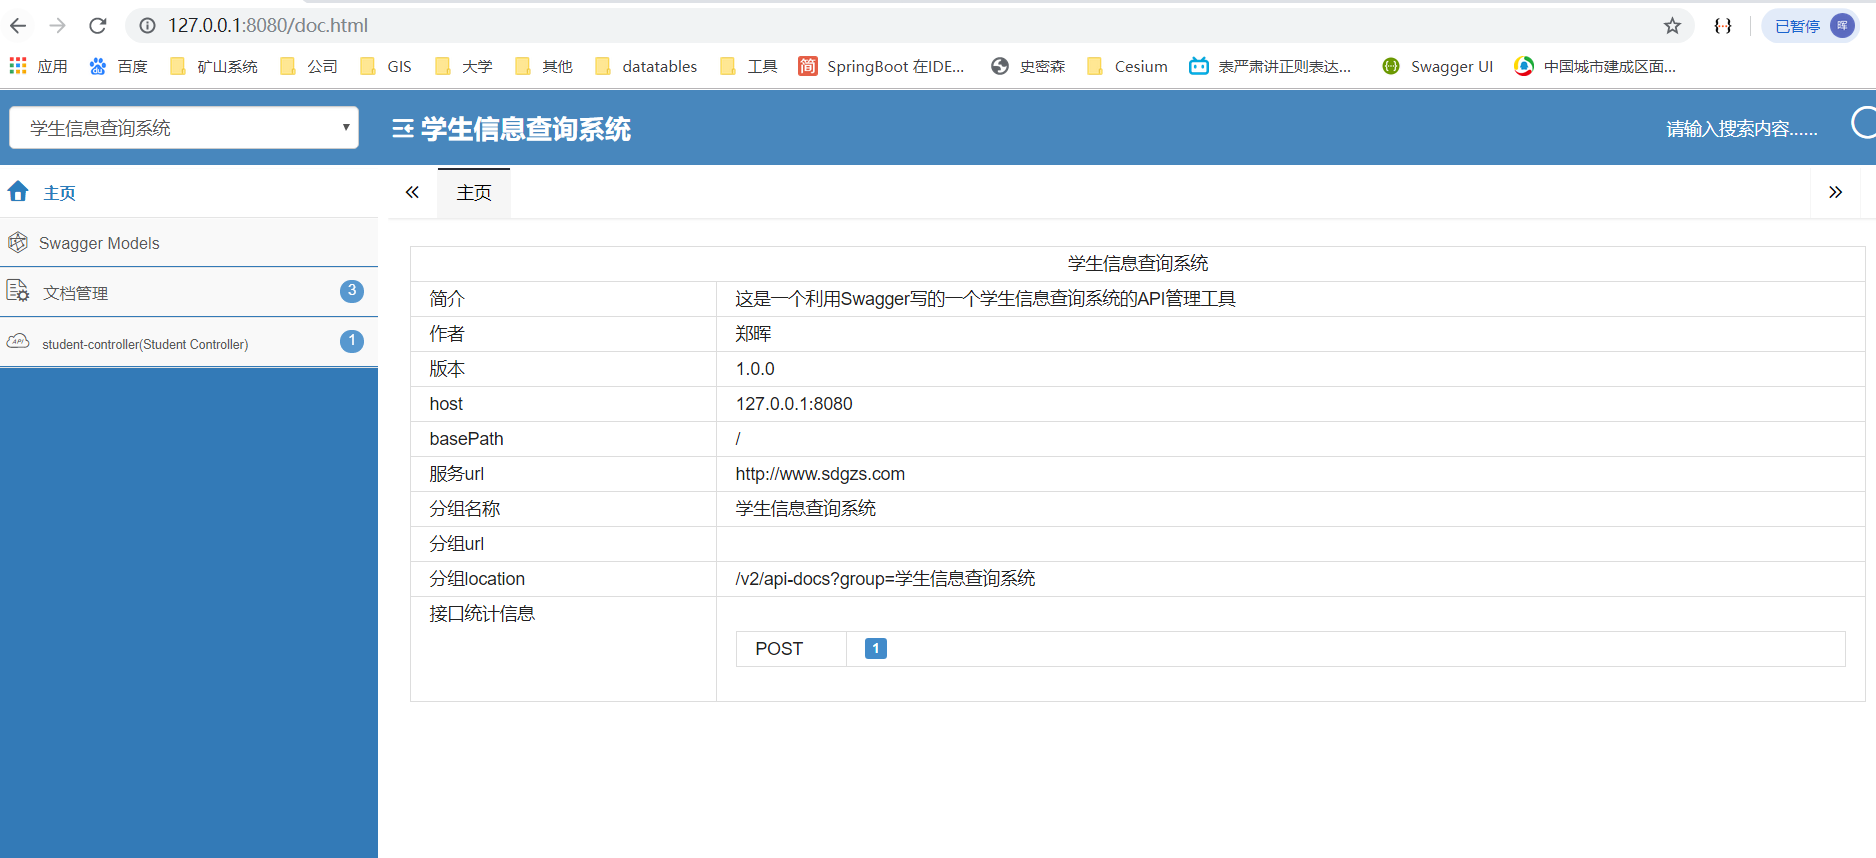 127.0.0.1:8080/doc.html
已暂停 晖
应用 百度 矿山系统 公司 GIS 大学 其他 datatables 工具 简 SpringBoot 在IDE... 史密森 Cesium 表严肃讲正则表达... Swagger UI 中国城市建成区面...
学生信息查询系统
学生信息查询系统
请输入搜索内容......
主页
主页
Swagger Models
文档管理 3
student-controller(Student Controller) 1
学生信息查询系统
简介 这是一个利用Swagger写的一个学生信息查询系统的API管理工具
作者 郑晖
版本 1.0.0
host 127.0.0.1:8080
basePath /
服务url http://www.sdgzs.com
分组名称 学生信息查询系统
分组url
分组location /v2/api-docs?group=学生信息查询系统
接口统计信息
POST 1